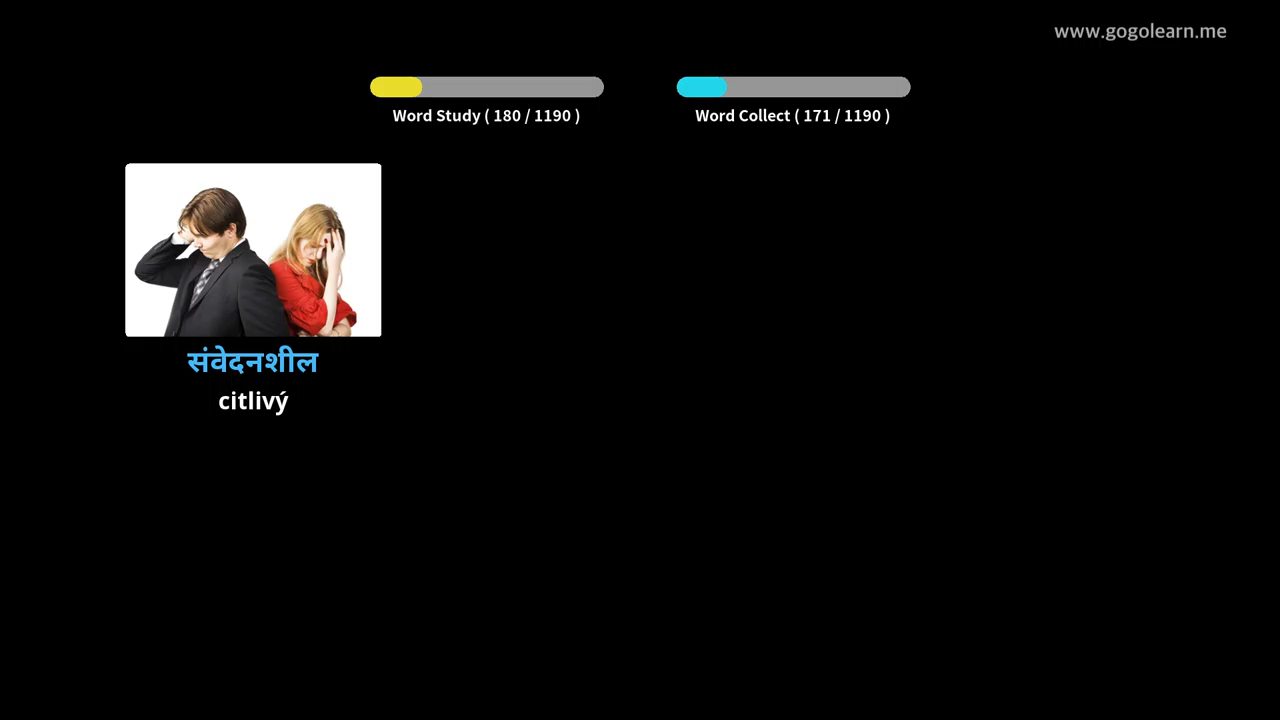 www.gogolearn.me
Word Study ( 180 / 1190 )
Word Collect ( 171 / 1190 )
संवेदनशील
citlivý